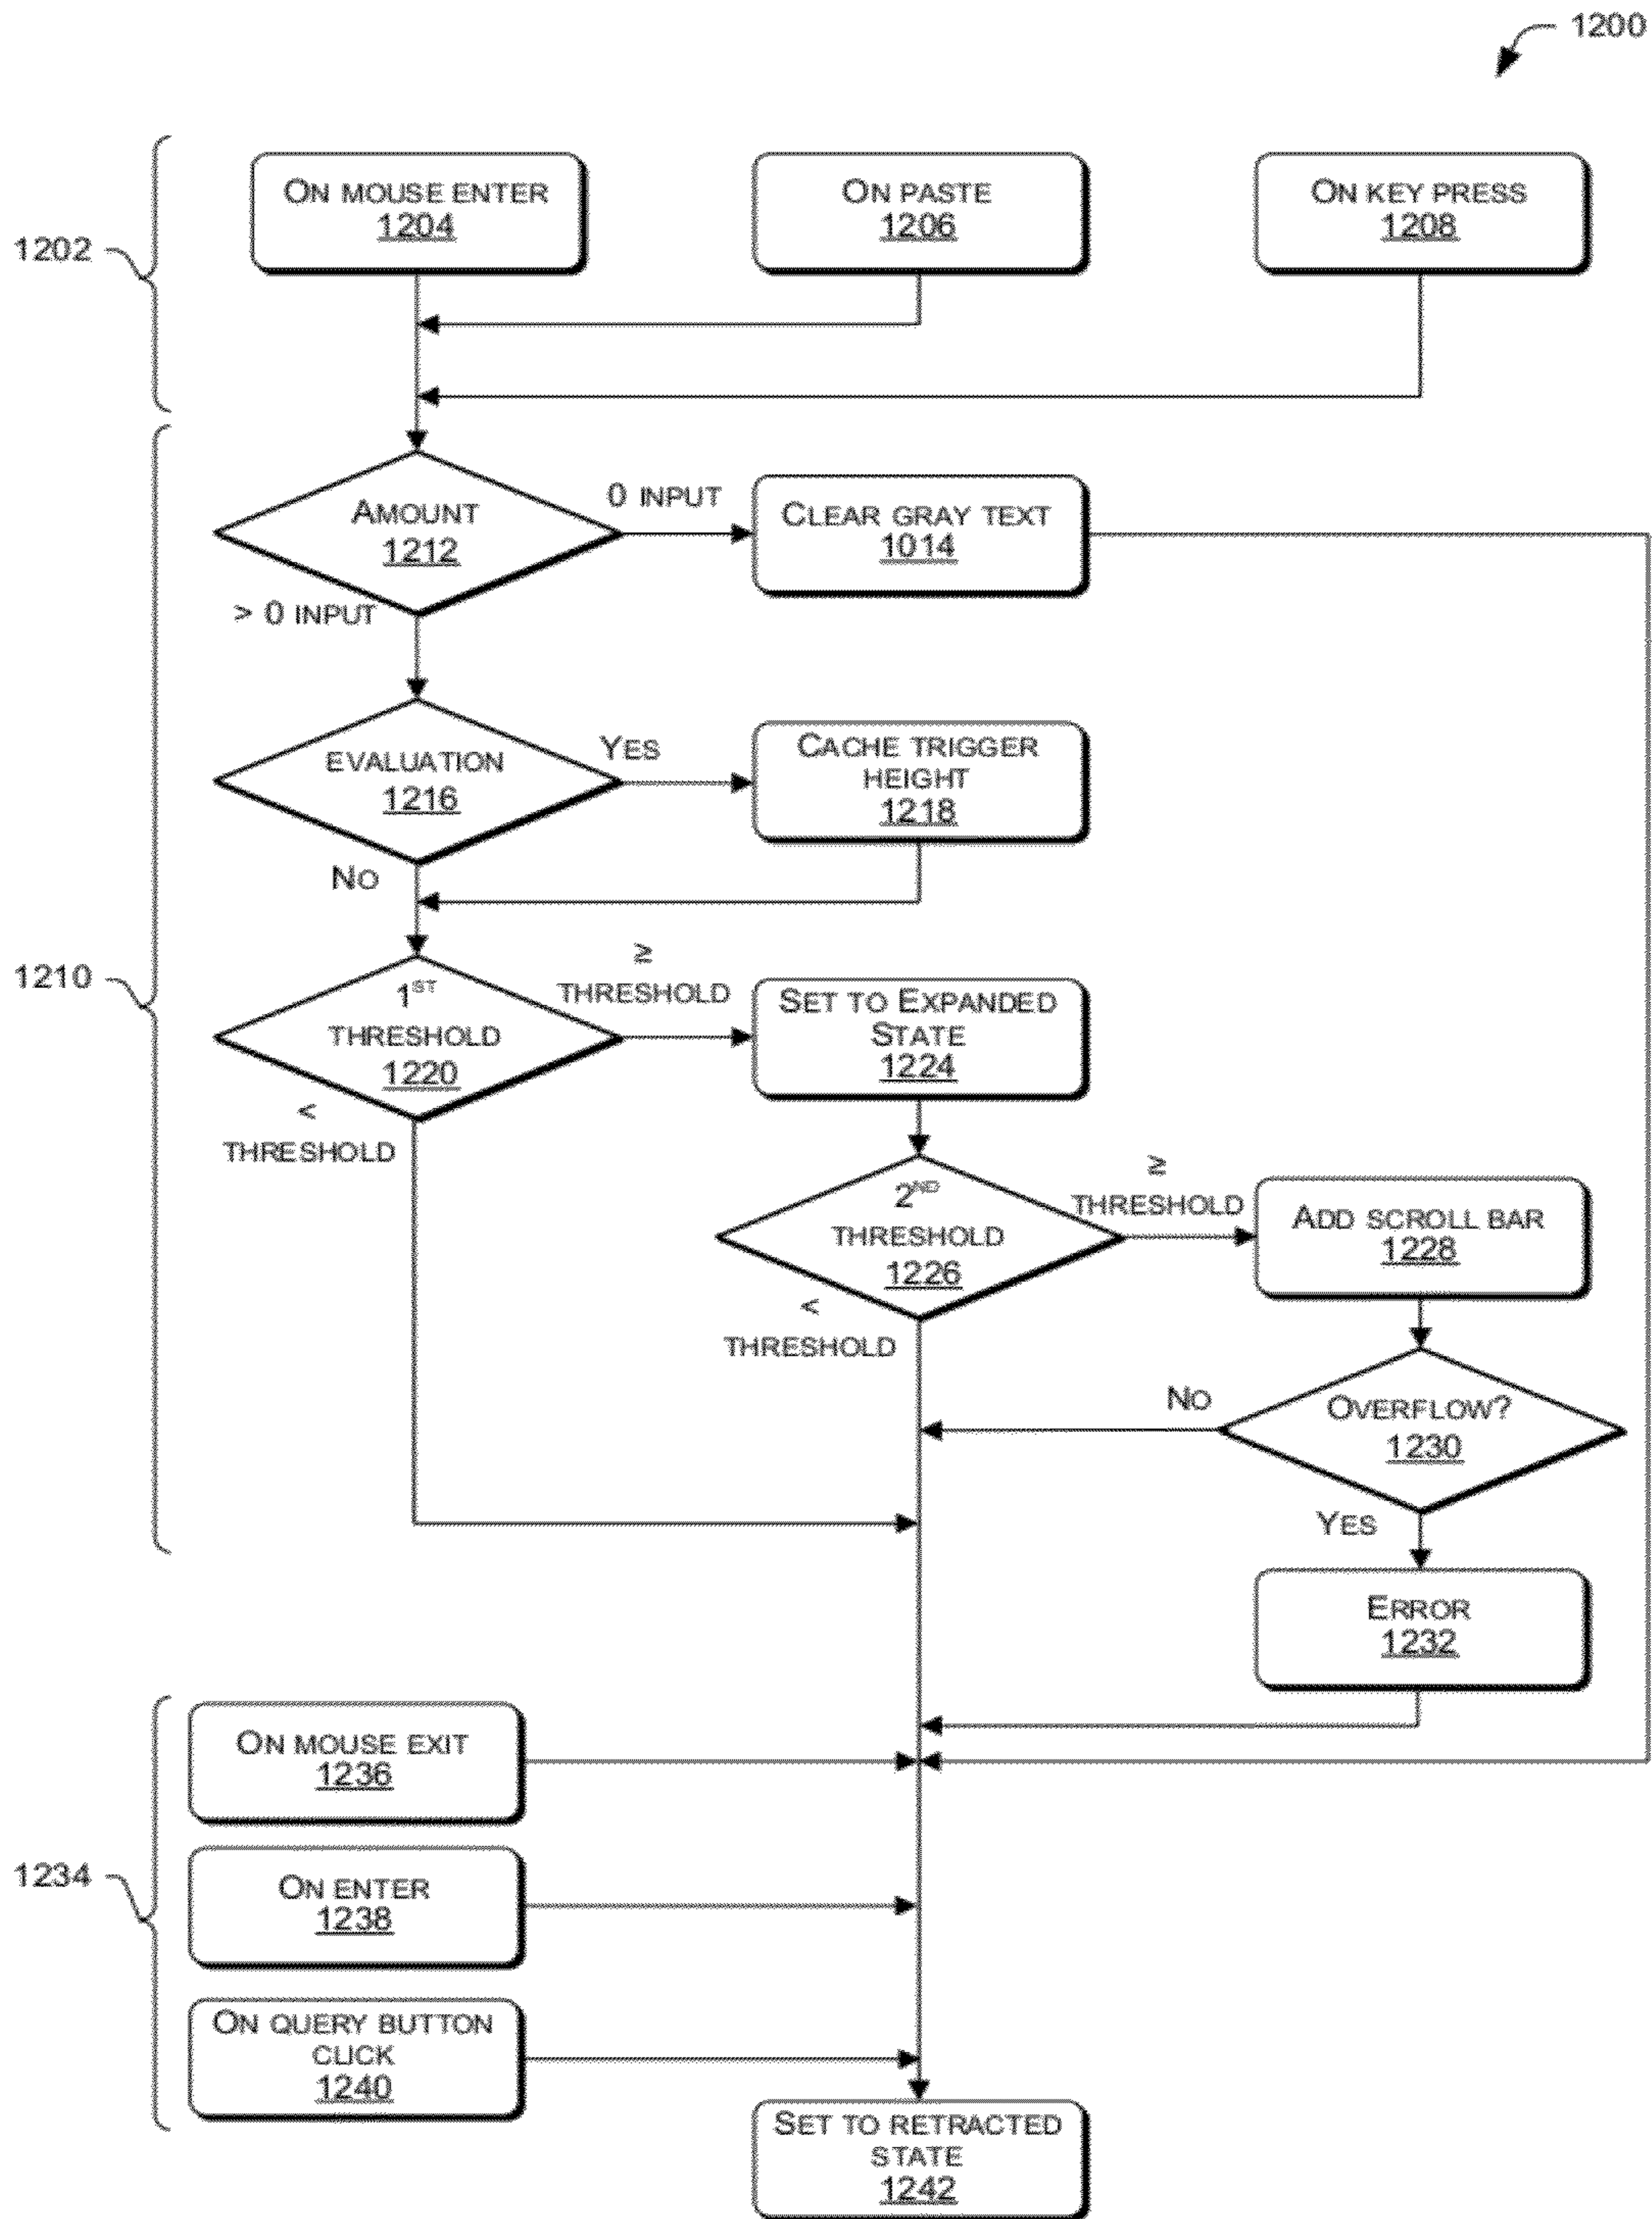 1200
ON MOUSE ENTER
1204
ON PASTE
1206
ON KEY PRESS
1208
1202
AMOUNT
1212
0 INPUT
CLEAR GRAY TEXT
1014
> 0 INPUT
EVALUATION
1216
YES
CACHE TRIGGER
HEIGHT
1218
NO
1210
1ST
THRESHOLD
1220
≥
THRESHOLD
SET TO EXPANDED
STATE
1224
<
THRESHOLD
2ND
THRESHOLD
1226
≥
THRESHOLD
ADD SCROLL BAR
1228
<
THRESHOLD
NO
OVERFLOW?
1230
YES
ERROR
1232
ON MOUSE EXIT
1236
1234
ON ENTER
1238
ON QUERY BUTTON
CLICK
1240
SET TO RETRACTED
STATE
1242